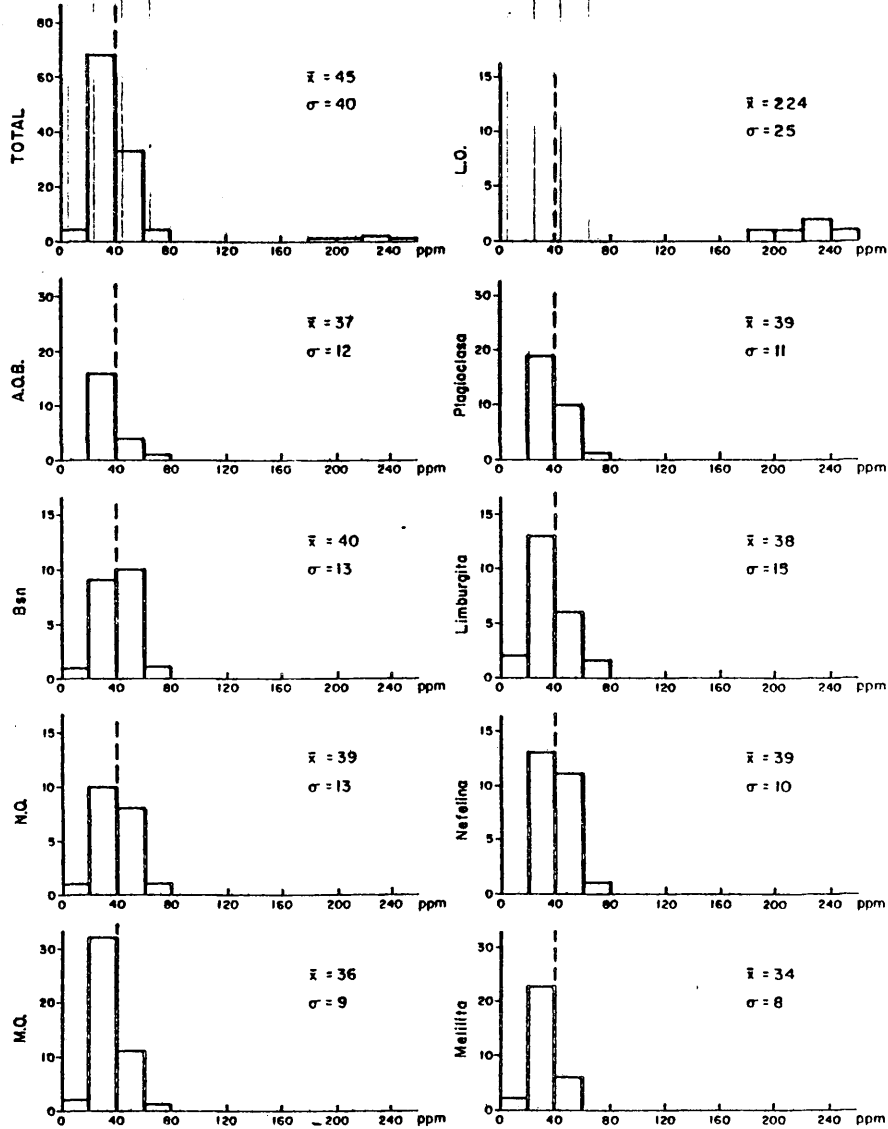 80
60
40
20
0
TOTAL
x̄ = 45
σ = 40
0 40 80 120 160 200 240 ppm
15
10
5
0
L.O.
x̄ = 224
σ = 25
0 40 80 120 160 200 240 ppm
30
20
10
0
A.O.B.
x̄ = 37
σ = 12
0 40 80 120 160 200 240 ppm
30
20
10
0
Plagioclasa
x̄ = 39
σ = 11
0 40 80 120 160 200 240 ppm
15
10
5
0
Bsn
x̄ = 40
σ = 13
0 40 80 120 160 200 240 ppm
15
10
5
0
Limburgita
x̄ = 38
σ = 15
0 40 80 120 160 200 240 ppm
15
10
5
0
N.O.
x̄ = 39
σ = 13
0 40 80 120 160 200 240 ppm
15
10
5
0
Nefelina
x̄ = 39
σ = 10
0 40 80 120 160 200 240 ppm
30
20
10
0
M.O.
x̄ = 36
σ = 9
0 40 80 120 160 200 240 ppm
30
20
10
0
Melilita
x̄ = 34
σ = 8
0 40 80 120 160 200 240 ppm